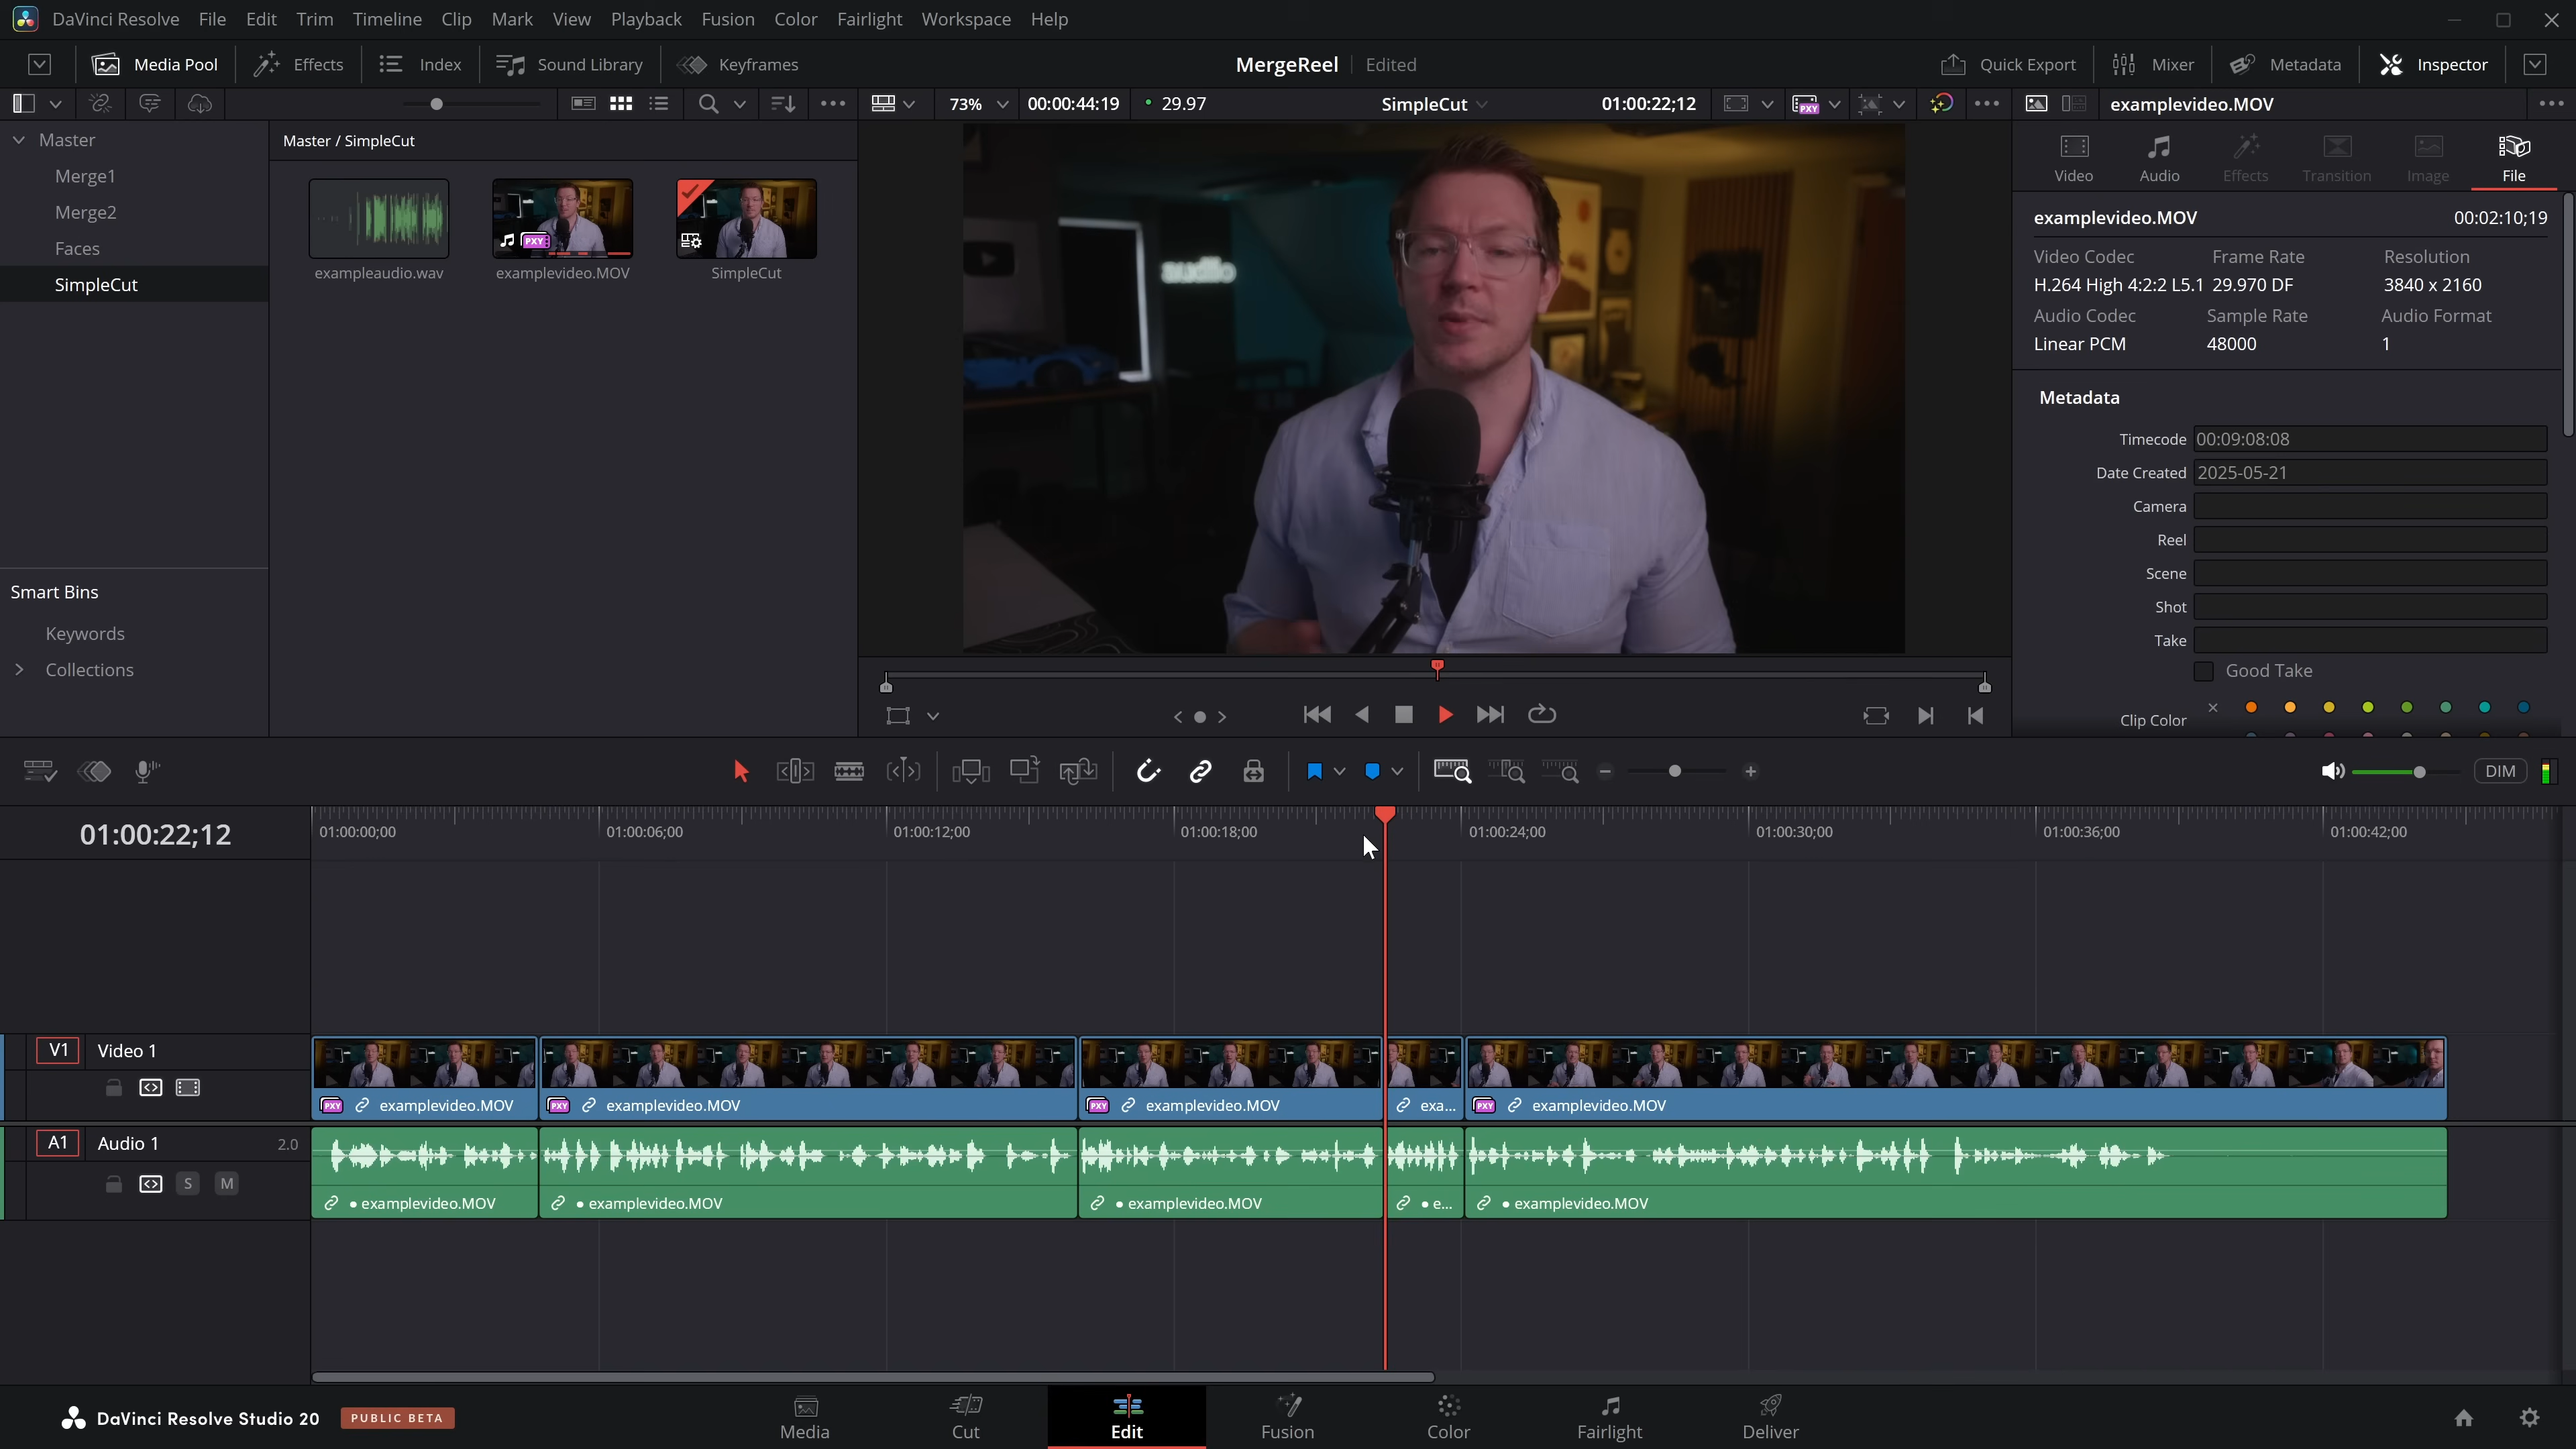 DaVinci Resolve File Edit Trim Timeline Clip Mark View Playback Fusion Color Fairlight Workspace Help
Media Pool Effects Index Sound Library Keyframes MergeReel Edited Quick Export Mixer Metadata Inspector
73% 00:00:44:19 29.97 SimpleCut 01:00:22;12 examplevideo.MOV
Master
Merge1
Merge2
Faces
SimpleCut
Smart Bins
Keywords
Collections
Master / SimpleCut
PXY
exampleaudio.wav examplevideo.MOV SimpleCut
PXY
audio
Video Audio Effects Transition Image File
examplevideo.MOV 00:02:10;19
Video Codec Frame Rate Resolution
H.264 High 4:2:2 L5.1 29.970 DF 3840 x 2160
Audio Codec Sample Rate Audio Format
Linear PCM 48000 1
Metadata
Timecode 00:09:08:08
Date Created 2025-05-21
Camera
Reel
Scene
Shot
Take
Good Take
Clip Color
DIM
01:00:22;12
01:00:00;00 01:00:06;00 01:00:12;00 01:00:18;00 01:00:24;00 01:00:30;00 01:00:36;00 01:00:42;00
V1 Video 1
PXY examplevideo.MOV PXY examplevideo.MOV PXY examplevideo.MOV exa... PXY examplevideo.MOV
A1 Audio 1 2.0
S M
• examplevideo.MOV • examplevideo.MOV • examplevideo.MOV • e... • examplevideo.MOV
DaVinci Resolve Studio 20 PUBLIC BETA
Media Cut Edit Fusion Color Fairlight Deliver